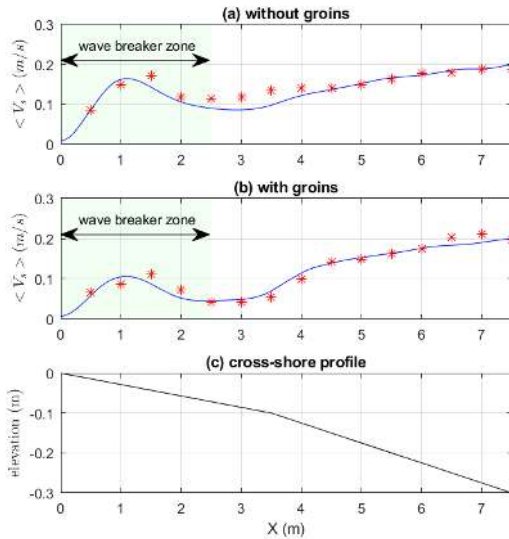 (a) without groins
0.3
wave breaker zone
0.2
0.1
0
< V_s > (m/s)
0 1 2 3 4 5 6 7
(b) with groins
0.3
wave breaker zone
0.2
0.1
0
< V_s > (m/s)
0 1 2 3 4 5 6 7
(c) cross-shore profile
0
-0.1
-0.2
-0.3
elevation (m)
0 1 2 3 4 5 6 7
X (m)